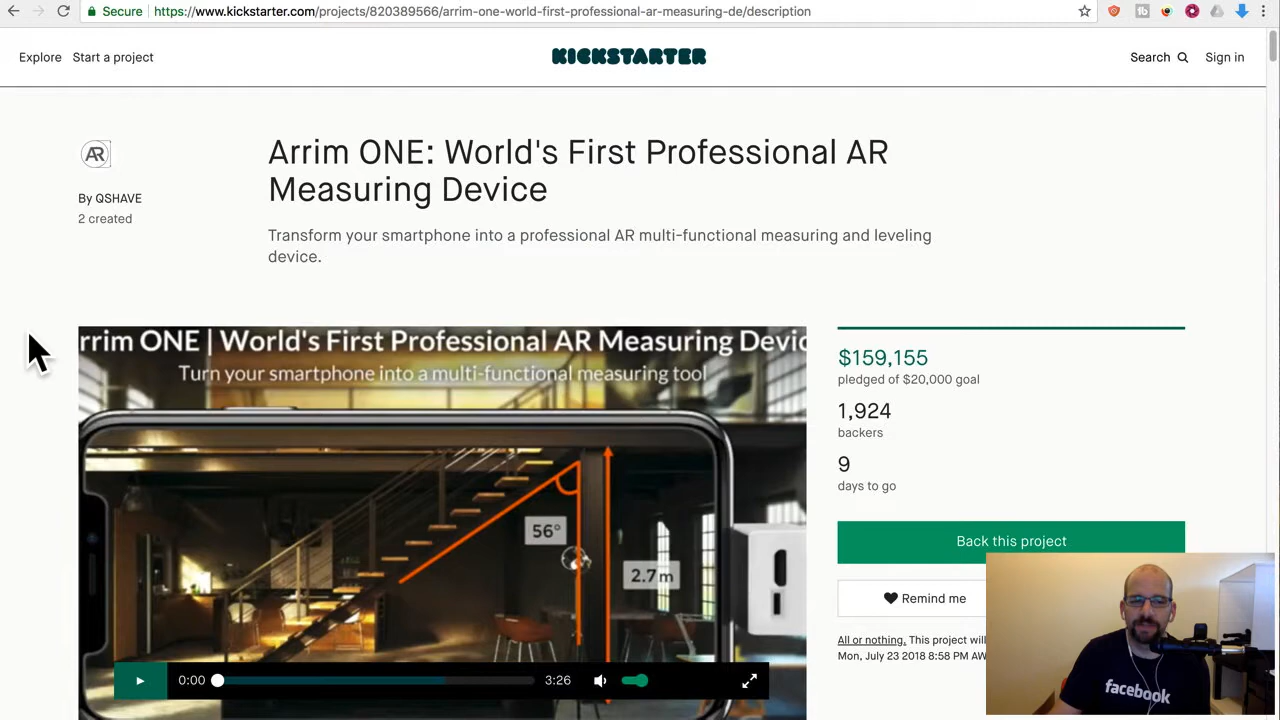 Secure https://www.kickstarter.com/projects/820389566/arrim-one-world-first-professional-ar-measuring-de/description
Explore Start a project KICKSTARTER Search Sign in
AR
By QSHAVE
2 created
Arrim ONE: World's First Professional AR
Measuring Device
Transform your smartphone into a professional AR multi-functional measuring and leveling
device.
rrim ONE | World's First Professional AR Measuring Devic
Turn your smartphone into a multi-functional measuring tool
56°
2.7m
0:00 3:26
$159,155
pledged of $20,000 goal
1,924
backers
9
days to go
Back this project
Remind me
All or nothing. This project will
Mon, July 23 2018 8:58 PM AW
facebook